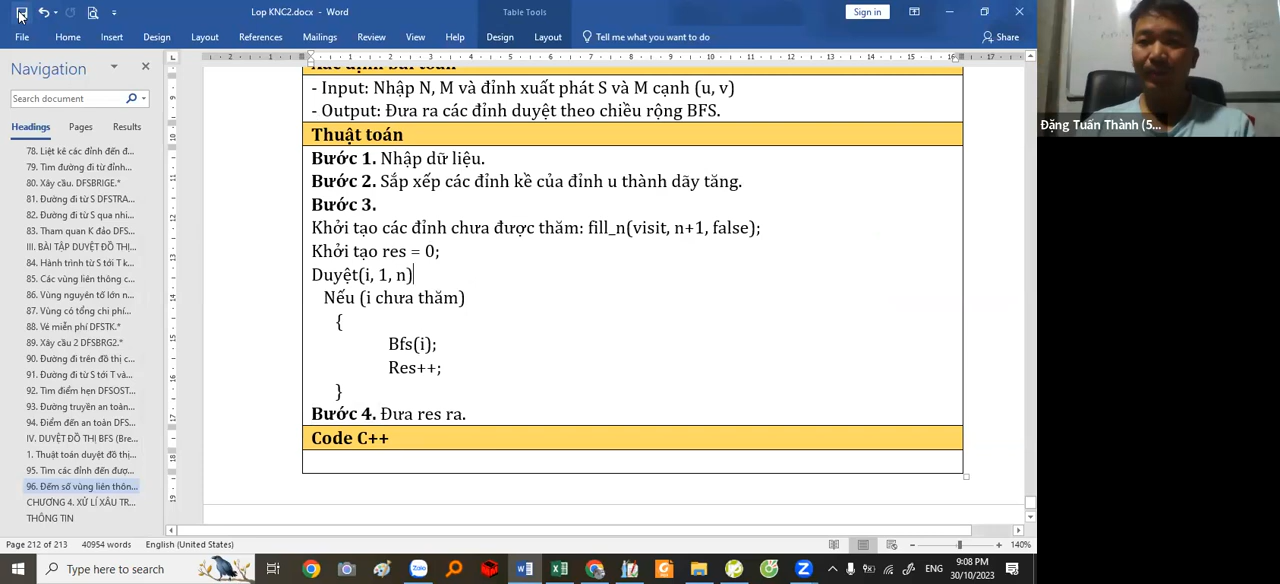 Lop KNC2.docx - Word
Table Tools
Sign in
File
Home
Insert
Design
Layout
References
Mailings
Review
View
Help
Design
Layout
Tell me what you want to do
Share
Navigation
Search document
Headings
Pages
Results
78. Liệt kê các đỉnh đến đ...
79. Tìm đường đi từ đỉnh...
80. Xây cầu. DFSBRIGE.*
81. Đường đi từ S DFSTRA...
82. Đường đi từ S qua nhi...
83. Tham quan K đảo DFS...
III. BÀI TẬP DUYỆT ĐỒ THỊ...
84. Hành trình từ S tới T k...
85. Các vùng liên thông c...
86. Vùng nguyên tố lớn n...
87. Vùng có tổng chi phí...
88. Vé miễn phí DFSTK.*
89. Xây cầu 2 DFSBRG2.*
90. Đường đi trên đồ thị c...
91. Đường đi từ S tới T và...
92. Tìm điểm hẹn DFSOST...
93. Đường truyền an toàn...
94. Điểm đến an toàn DFS...
IV. DUYỆT ĐỒ THỊ BFS (Bre...
1. Thuật toán duyệt đồ thị...
95. Tìm các đỉnh đến đượ...
96. Đếm số vùng liên thôn...
CHƯƠNG 4. XỬ LÍ XÂU TR...
THÔNG TIN
Xác định bài toán
- Input: Nhập N, M và đỉnh xuất phát S và M cạnh (u, v)
- Output: Đưa ra các đỉnh duyệt theo chiều rộng BFS.
Thuật toán
Bước 1. Nhập dữ liệu.
Bước 2. Sắp xếp các đỉnh kề của đỉnh u thành dãy tăng.
Bước 3.
Khởi tạo các đỉnh chưa được thăm: fill_n(visit, n+1, false);
Khởi tạo res = 0;
Duyệt(i, 1, n)
Nếu (i chưa thăm)
{
Bfs(i);
Res++;
}
Bước 4. Đưa res ra.
Code C++
Đặng Tuấn Thành (5...
Page 212 of 213
40954 words
English (United States)
140%
Type here to search
ENG
9:08 PM
30/10/2023